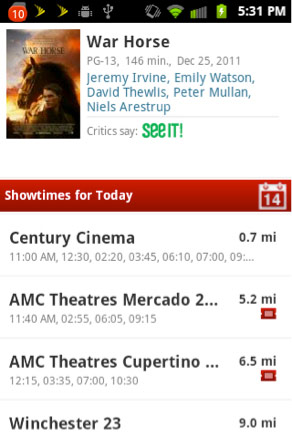 10
5:31 PM
WAR HORSE
War Horse
PG-13, 146 min., Dec 25, 2011
Jeremy Irvine, Emily Watson,
David Thewlis, Peter Mullan,
Niels Arestrup
Critics say: SEE IT!
Showtimes for Today
14
Century Cinema 0.7 mi
11:00 AM, 12:30, 02:20, 03:45, 06:10, 07:00, 09:...
AMC Theatres Mercado 2... 5.2 mi
11:40 AM, 02:55, 06:05, 09:15
AMC Theatres Cupertino ... 6.5 mi
12:15, 03:35, 07:00, 10:30
Winchester 23 9.0 mi